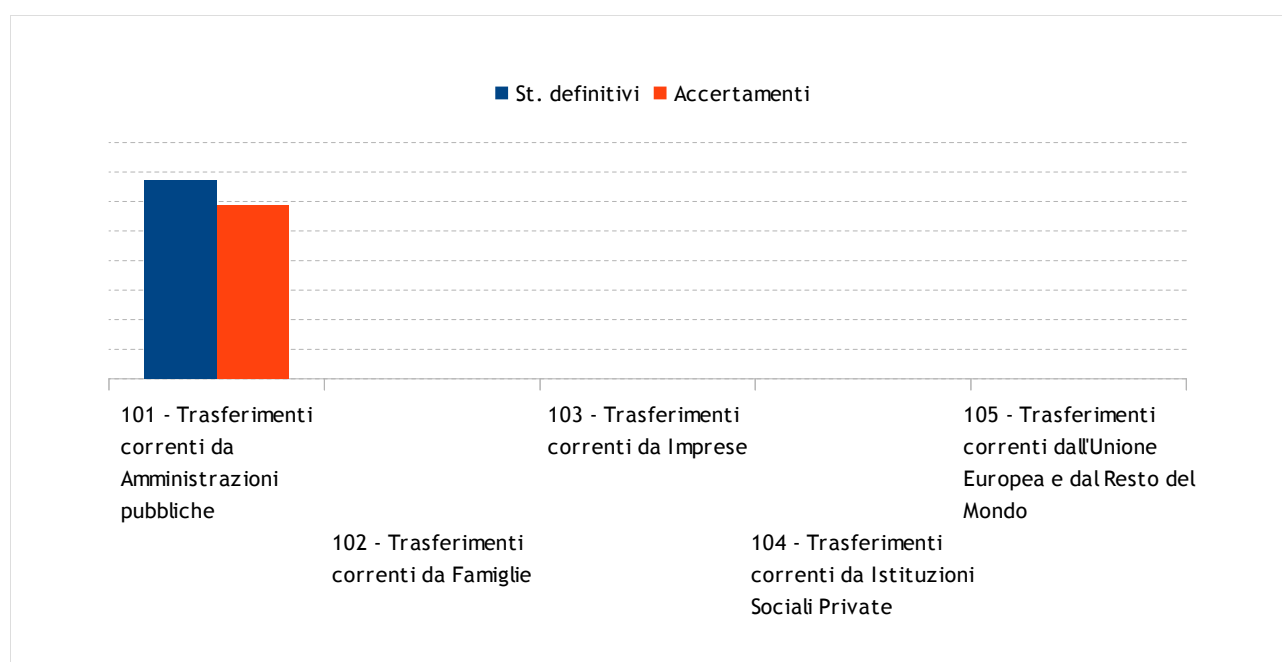 St. definitivi Accertamenti
101 - Trasferimenti
correnti da
Amministrazioni
pubbliche
102 - Trasferimenti
correnti da Famiglie
103 - Trasferimenti
correnti da Imprese
104 - Trasferimenti
correnti da Istituzioni
Sociali Private
105 - Trasferimenti
correnti dall'Unione
Europea e dal Resto del
Mondo